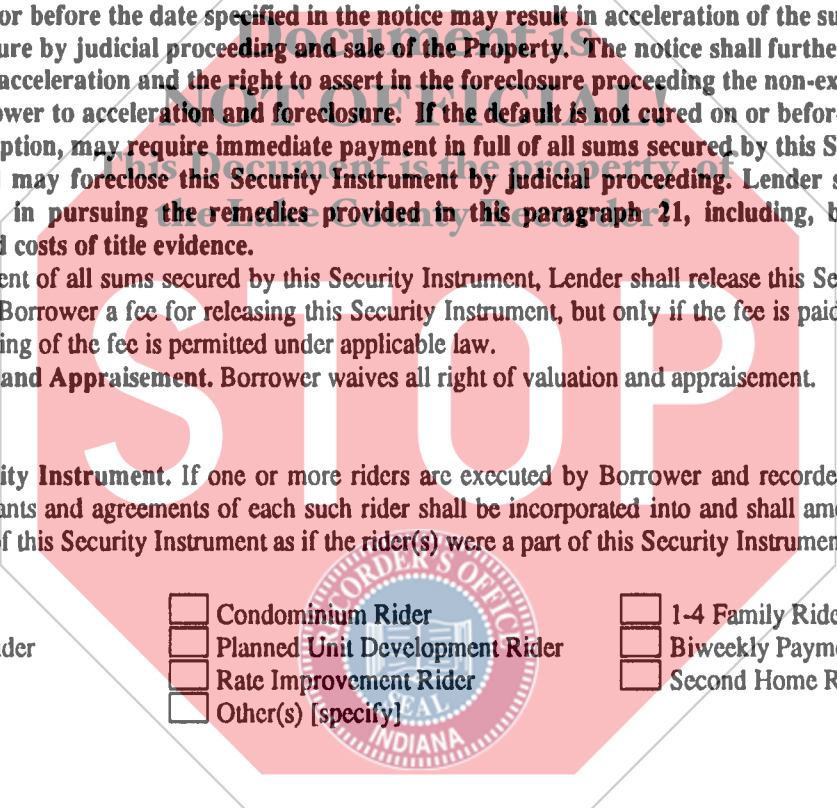 or before the date specified in the notice may result in acceleration of the su
ure by judicial proceeding and sale of the Property. The notice shall furthe
Document is
acceleration and the right to assert in the foreclosure proceeding the non-ex
NOT OFFICIAL!
ower to acceleration and foreclosure. If the default is not cured on or befor
ption, may require immediate payment in full of all sums secured by this S
This Document is the property of
may foreclose this Security Instrument by judicial proceeding. Lender s
in pursuing the remedies provided in this paragraph 21, including, b
the Lake County Recorder!
l costs of title evidence.
ent of all sums secured by this Security Instrument, Lender shall release this Se
Borrower a fee for releasing this Security Instrument, but only if the fee is paid
ing of the fee is permitted under applicable law.
and Appraisement. Borrower waives all right of valuation and appraisement.
STOP
ity Instrument. If one or more riders are executed by Borrower and recorde
ants and agreements of each such rider shall be incorporated into and shall ame
f this Security Instrument as if the rider(s) were a part of this Security Instrumen
RECORDER'S OFFICE
Condominium Rider 1-4 Family Ride
der Planned Unit Development Rider Biweekly Payme
Rate Improvement Rider Second Home R
SEAL
Other(s) [specify]
INDIANA